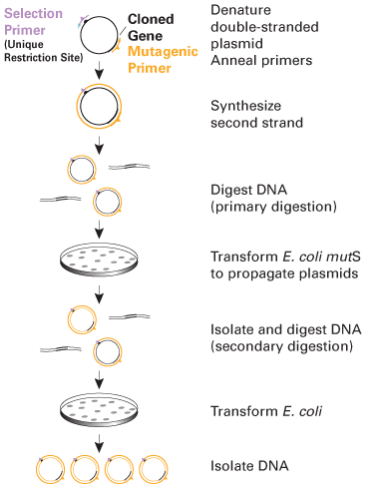 Selection
Primer
(Unique
Restriction Site)
Cloned
Gene
Mutagenic
Primer
Denature
double-stranded
plasmid
Anneal primers
Synthesize
second strand
Digest DNA
(primary digestion)
Transform E. coli mutS
to propagate plasmids
Isolate and digest DNA
(secondary digestion)
Transform E. coli
Isolate DNA